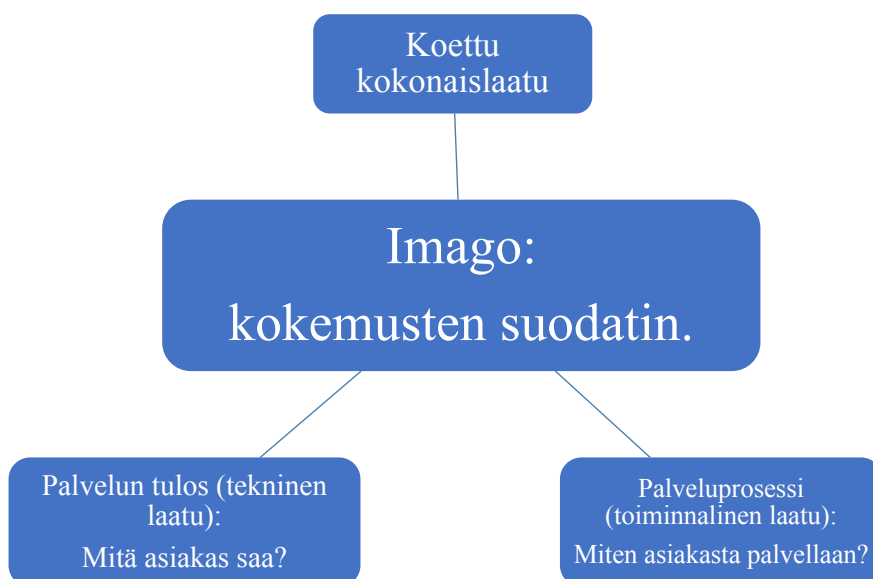 Koettu
kokonaislaatu
Imago:
kokemusten suodatin.
Palvelun tulos (tekninen
laatu):
Mitä asiakas saa?
Palveluprosessi
(toiminnalinen laatu):
Miten asiakasta palvellaan?